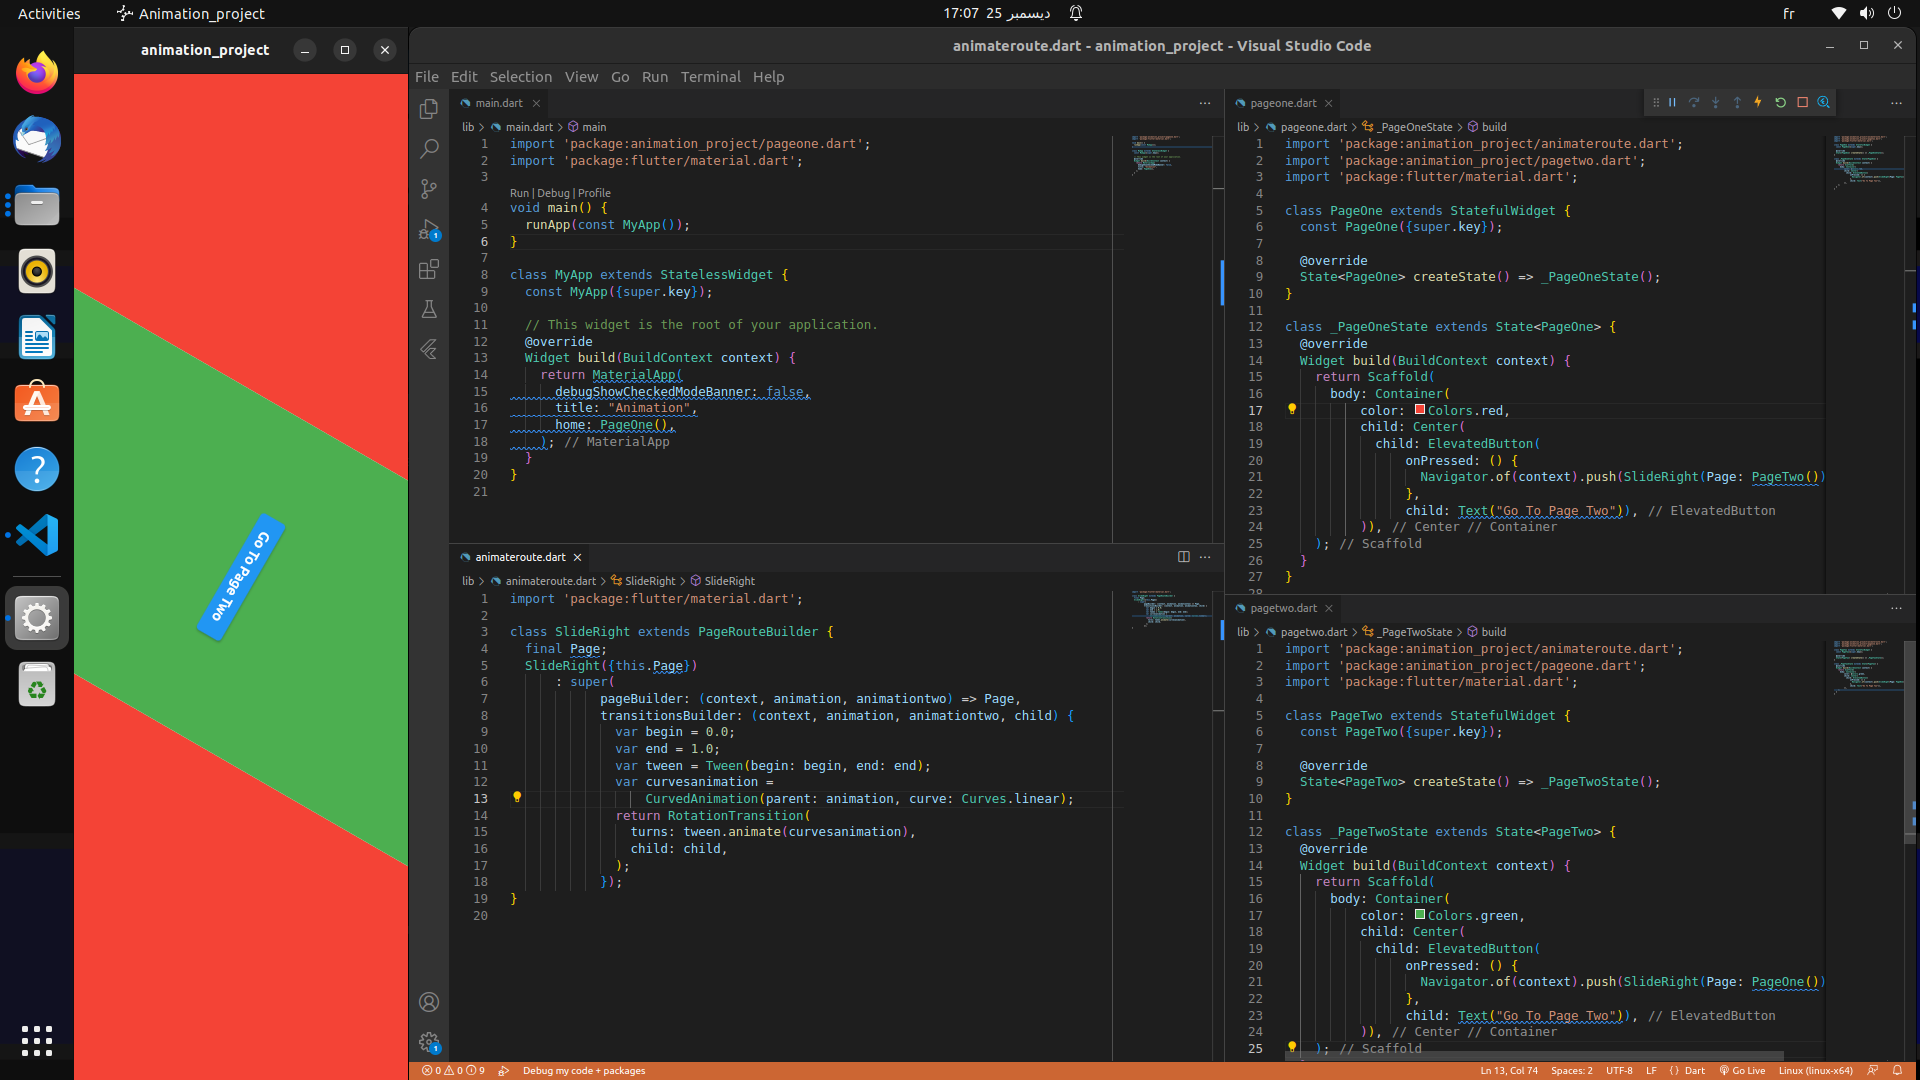 Activities
Animation_project
17:07 25 ديسمبر
fr
animation_project
animateroute.dart - animation_project - Visual Studio Code
File Edit Selection View Go Run Terminal Help
main.dart
lib > main.dart > main
1 import 'package:animation_project/pageone.dart';
2 import 'package:flutter/material.dart';
3
Run | Debug | Profile
4 void main() {
5 runApp(const MyApp());
6 }
7
8 class MyApp extends StatelessWidget {
9 const MyApp({super.key});
10
11 // This widget is the root of your application.
12 @override
13 Widget build(BuildContext context) {
14 return MaterialApp(
15 debugShowCheckedModeBanner: false,
16 title: "Animation",
17 home: PageOne(),
18 ); // MaterialApp
19 }
20 }
21
animateroute.dart
lib > animateroute.dart > SlideRight > SlideRight
1 import 'package:flutter/material.dart';
2
3 class SlideRight extends PageRouteBuilder {
4 final Page;
5 SlideRight({this.Page})
6 : super(
7 pageBuilder: (context, animation, animationtwo) => Page,
8 transitionsBuilder: (context, animation, animationtwo, child) {
9 var begin = 0.0;
10 var end = 1.0;
11 var tween = Tween(begin: begin, end: end);
12 var curvesanimation =
13 CurvedAnimation(parent: animation, curve: Curves.linear);
14 return RotationTransition(
15 turns: tween.animate(curvesanimation),
16 child: child,
17 );
18 });
19 }
20
pageone.dart
lib > pageone.dart > _PageOneState > build
1 import 'package:animation_project/animateroute.dart';
2 import 'package:animation_project/pagetwo.dart';
3 import 'package:flutter/material.dart';
4
5 class PageOne extends StatefulWidget {
6 const PageOne({super.key});
7
8 @override
9 State<PageOne> createState() => _PageOneState();
10 }
11
12 class _PageOneState extends State<PageOne> {
13 @override
14 Widget build(BuildContext context) {
15 return Scaffold(
16 body: Container(
17 color: Colors.red,
18 child: Center(
19 child: ElevatedButton(
20 onPressed: () {
21 Navigator.of(context).push(SlideRight(Page: PageTwo())
22 },
23 child: Text("Go To Page Two")), // ElevatedButton
24 )), // Center // Container
25 ); // Scaffold
26 }
27 }
28
pagetwo.dart
lib > pagetwo.dart > _PageTwoState > build
1 import 'package:animation_project/animateroute.dart';
2 import 'package:animation_project/pageone.dart';
3 import 'package:flutter/material.dart';
4
5 class PageTwo extends StatefulWidget {
6 const PageTwo({super.key});
7
8 @override
9 State<PageTwo> createState() => _PageTwoState();
10 }
11
12 class _PageTwoState extends State<PageTwo> {
13 @override
14 Widget build(BuildContext context) {
15 return Scaffold(
16 body: Container(
17 color: Colors.green,
18 child: Center(
19 child: ElevatedButton(
20 onPressed: () {
21 Navigator.of(context).push(SlideRight(Page: PageOne())
22 },
23 child: Text("Go To Page Two")), // ElevatedButton
24 )), // Center // Container
25 ); // Scaffold
Go To Page Two
1
1
0 0 9
Debug my code + packages
Ln 13, Col 74
Spaces: 2
UTF-8
LF
{ } Dart
Go Live
Linux (linux-x64)